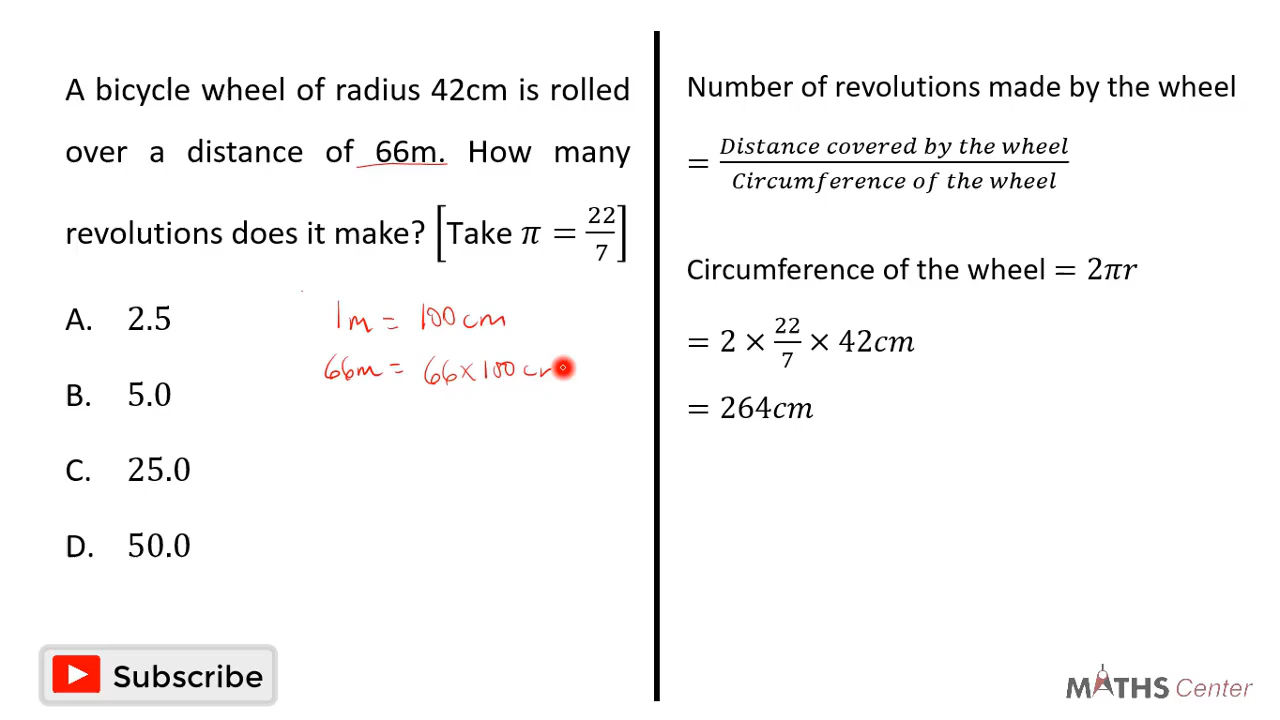 A bicycle wheel of radius 42cm is rolled
over a distance of 66m. How many
revolutions does it make? [Take π = 22/7]
A. 2.5
B. 5.0
C. 25.0
D. 50.0
1m = 100cm
66m = 66×100
Subscribe
Number of revolutions made by the wheel
= Distance covered by the wheel / Circumference of the wheel
Circumference of the wheel = 2πr
= 2 × 22/7 × 42cm
= 264cm
MATHS Center